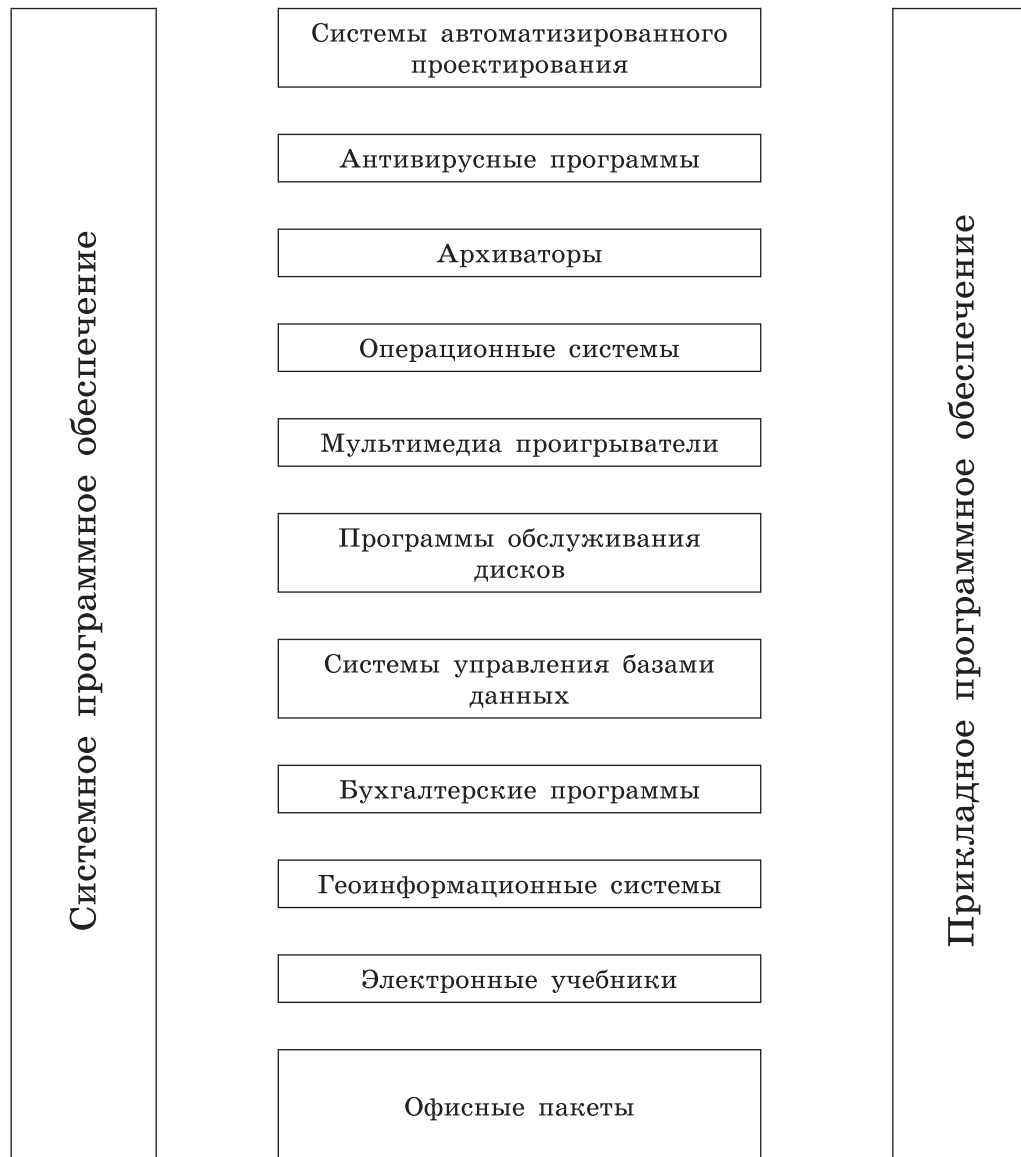 Системное программное обеспечение
Системы автоматизированного
проектирования
Антивирусные программы
Архиваторы
Операционные системы
Мультимедиа проигрыватели
Программы обслуживания
дисков
Системы управления базами
данных
Бухгалтерские программы
Геоинформационные системы
Электронные учебники
Офисные пакеты
Прикладное программное обеспечение